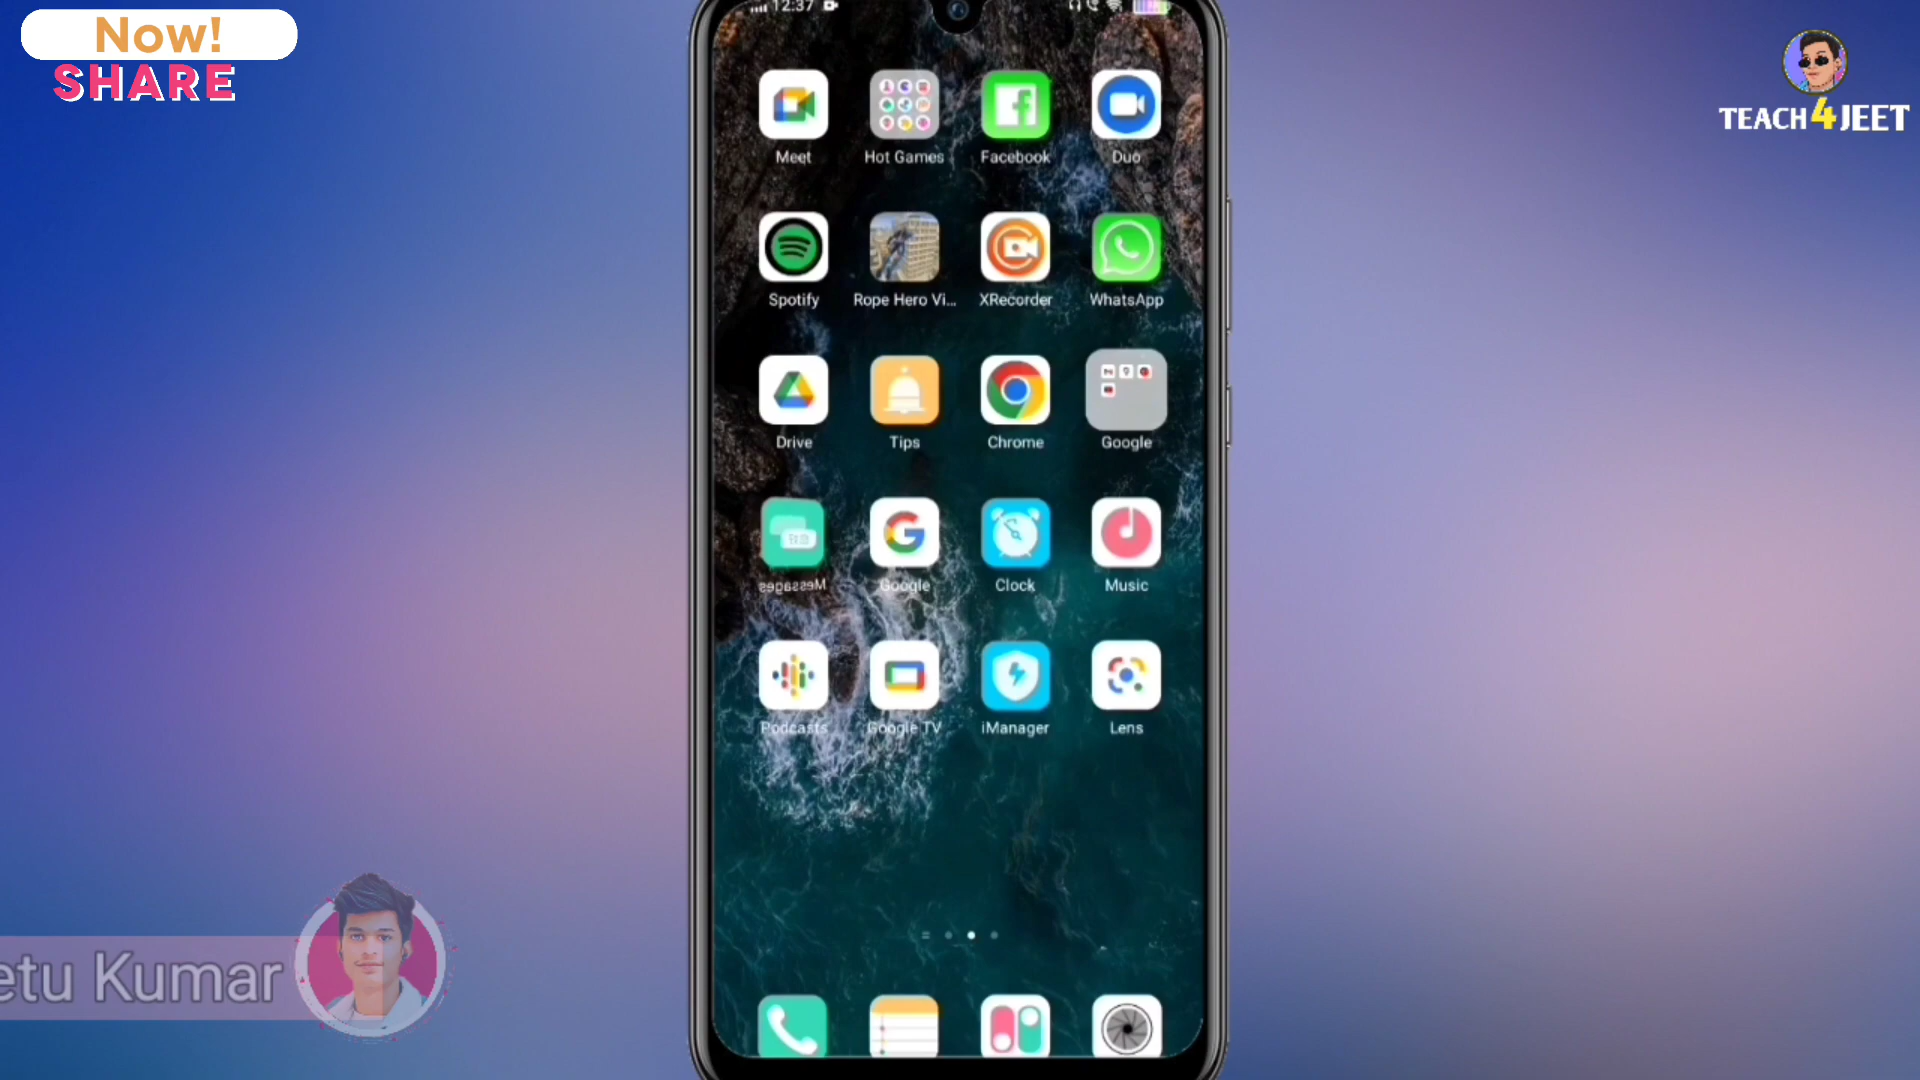 Now!
SHARE
TEACH4JEET
12:37
Meet
Hot Games
Facebook
Duo
Spotify
Rope Hero Vi...
XRecorder
WhatsApp
Drive
Tips
Chrome
Google
Messages
Google
Clock
Music
Podcasts
Google TV
iManager
Lens
etu Kumar